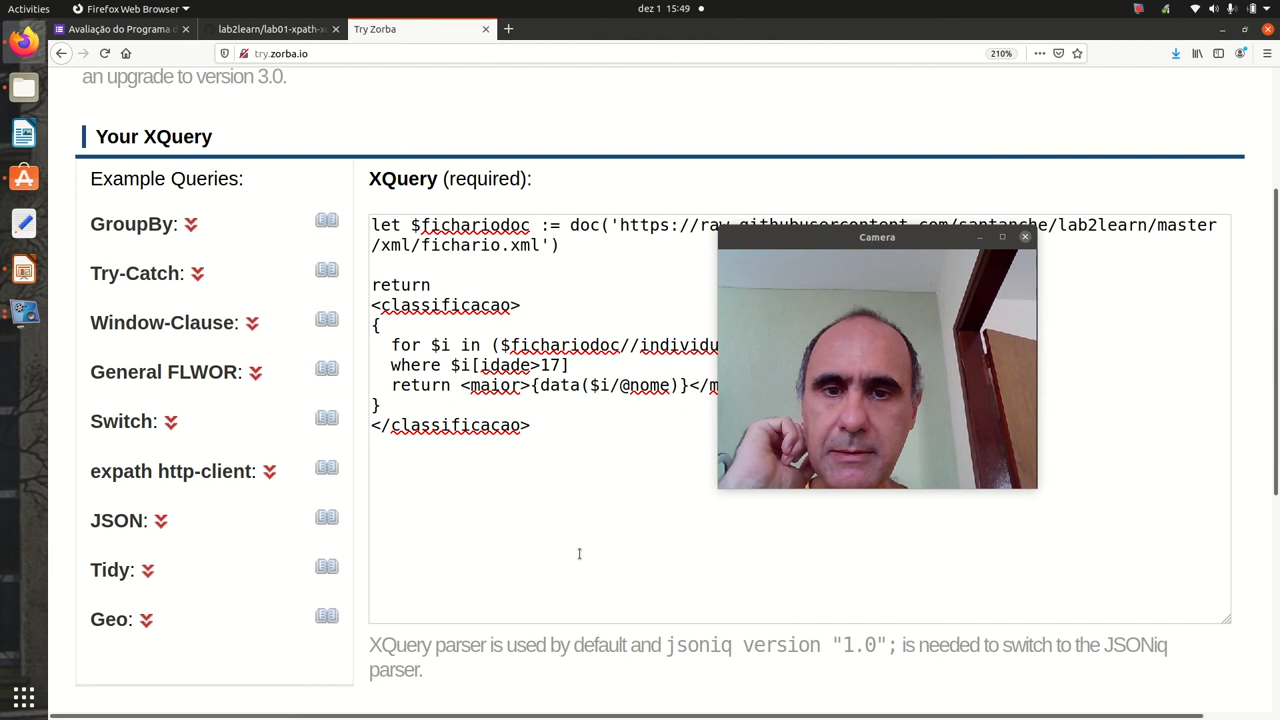 Activities
Firefox Web Browser
dez 1 15:49
Avaliação do Programa d
lab2learn/lab01-xpath-x
Try Zorba
try.zorba.io
210%
an upgrade to version 3.0.
Your XQuery
Example Queries:
GroupBy:
Try-Catch:
Window-Clause:
General FLWOR:
Switch:
expath http-client:
JSON:
Tidy:
Geo:
XQuery (required):
let $fichariodoc := doc('https://raw.githubusercontent.com/santanche/lab2learn/master
/xml/fichario.xml')
return
<classificacao>
{
for $i in ($fichariodoc//individu
where $i[idade>17]
return <maior>{data($i/@nome)}</m
}
</classificacao>
Camera
XQuery parser is used by default and jsoniq version "1.0"; is needed to switch to the JSONiq
parser.